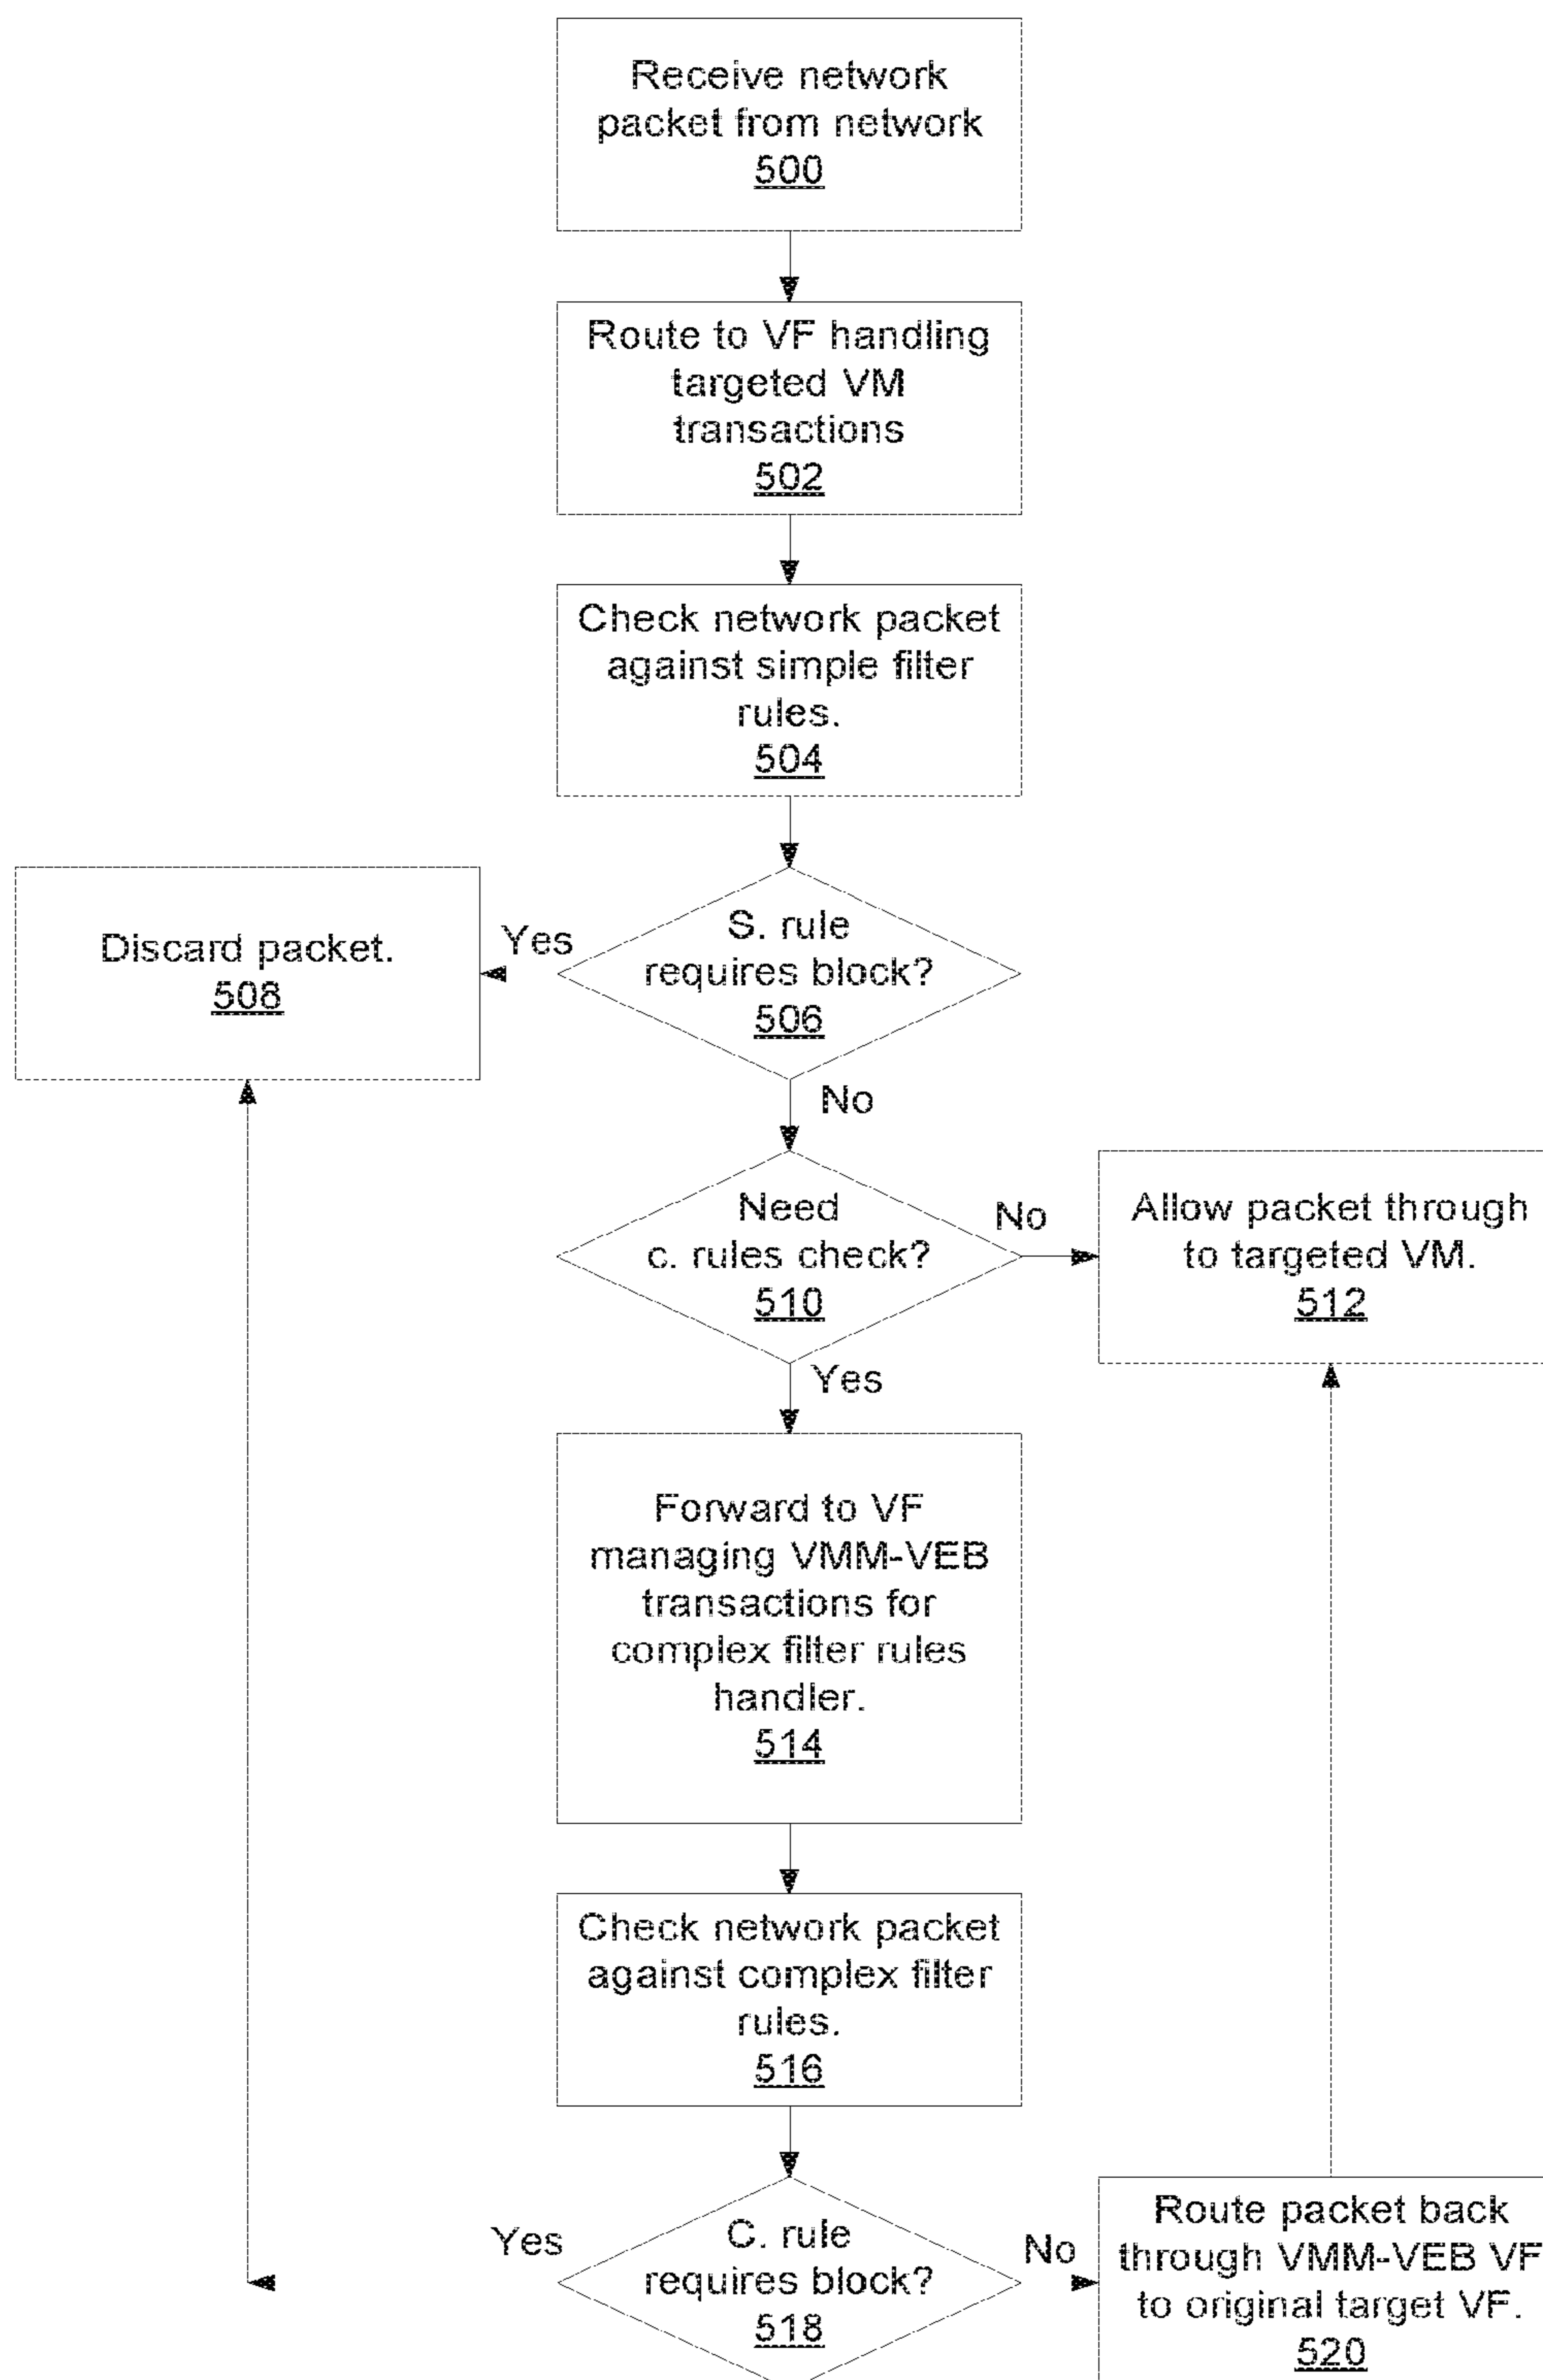 Receive network
packet from network
500
Route to VF handling
targeted VM
transactions
502
Check network packet
against simple filter
rules.
504
S. rule
requires block?
506
Yes
Discard packet.
508
No
Need
c. rules check?
510
No
Allow packet through
to targeted VM.
512
Yes
Forward to VF
managing VMM-VEB
transactions for
complex filter rules
handler.
514
Check network packet
against complex filter
rules.
516
C. rule
requires block?
518
Yes
No
Route packet back
through VMM-VEB VF
to original target VF.
520